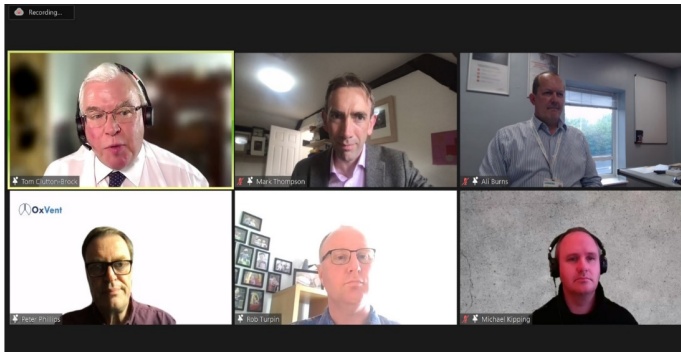 Recording...
Tom Clutton-Brock
Mark Thompson
Ali Burns
OxVent
Peter Phillips
Rob Turpin
Michael Kipping